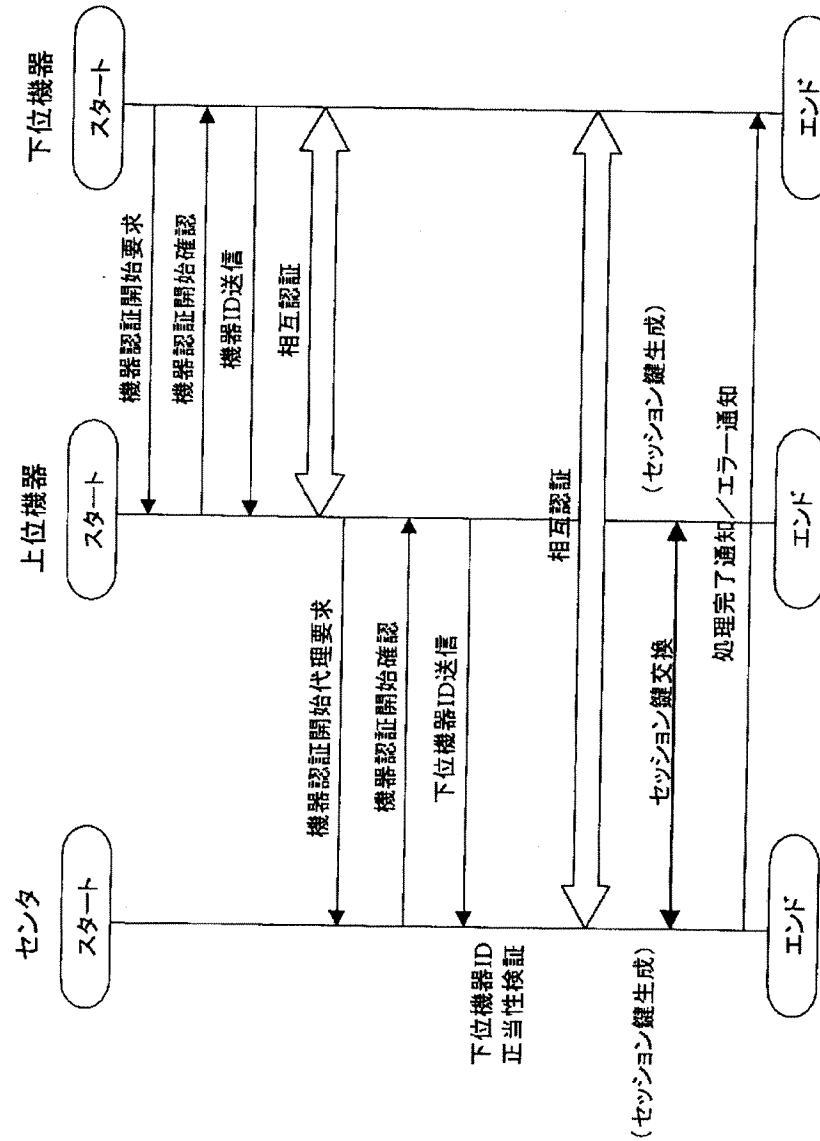 センタ
上位機器
下位機器
スタート
スタート
スタート
機器認証開始要求
機器認証開始確認
機器ID送信
相互認証
機器認証開始代理要求
機器認証開始確認
下位機器ID送信
下位機器ID
正当性検証
相互認証
(セッション鍵生成)
(セッション鍵生成)
セッション鍵交換
処理完了通知/エラー通知
エンド
エンド
エンド